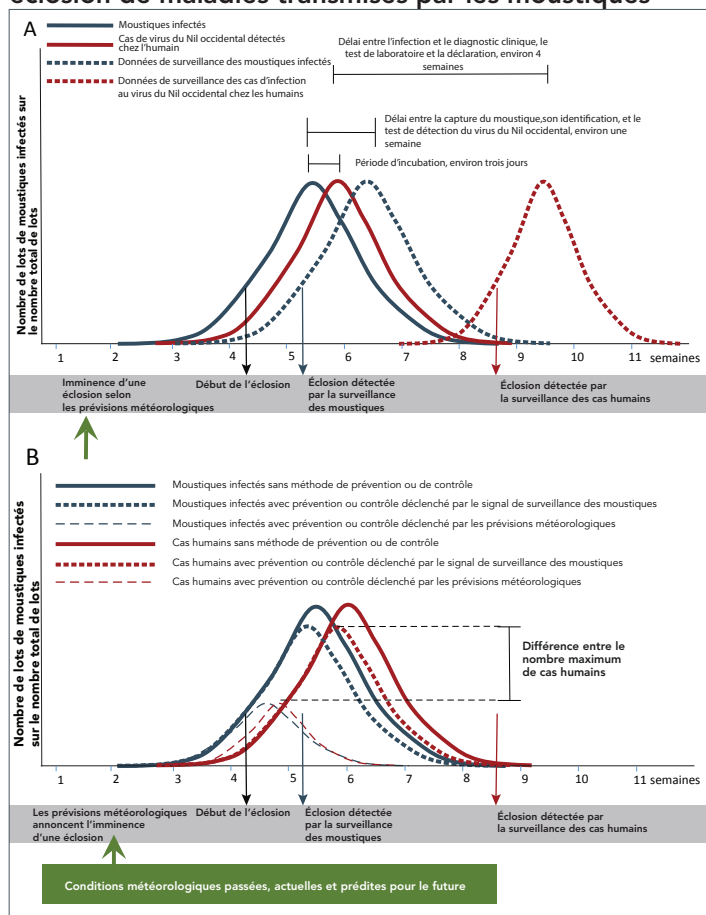 éclosion de maladies transmises par les moustiques
A
Moustiques infectés
Cas de virus du Nil occidental détectés
chez l'humain
Données de surveillance des moustiques infectés
Données de surveillance des cas d'infection
au virus du Nil occidental chez les humains
Délai entre l'infection et le diagnostic clinique, le
test de laboratoire et la déclaration, environ 4
semaines
Délai entre la capture du moustique,son identification, et le
test de détection du virus du Nil occidental, environ une
semaine
Période d'incubation, environ trois jours
Nombre de lots de moustiques infectés sur
le nombre total de lots
1 2 3 4 5 6 7 8 9 10 11 semaines
Imminence d'une
éclosion selon
les prévisions météorologiques
Début de l'éclosion
Éclosion détectée
par la surveillance
des moustiques
Éclosion détectée par
la surveillance des cas humains
B
Moustiques infectés sans méthode de prévention ou de contrôle
Moustiques infectés avec prévention ou contrôle déclenché par le signal de surveillance des moustiques
Moustiques infectés avec prévention ou contrôle déclenché par les prévisions météorologiques
Cas humains sans méthode de prévention ou de contrôle
Cas humains avec prévention ou contrôle déclenché par le signal de surveillance des moustiques
Cas humains avec prévention ou contrôle déclenché par les prévisions météorologiques
Nombre de lots de moustiques infectés
sur le nombre total de lots
Différence entre le
nombre maximum
de cas humains
1 2 3 4 5 6 7 8 9 10 11 semaines
Les prévisions météorologiques
annoncent l'imminence
d'une éclosion
Début de l'éclosion
Éclosion détectée
par la surveillance
des moustiques
Éclosion détectée par
la surveillance des cas humains
Conditions météorologiques passées, actuelles et prédites pour le future